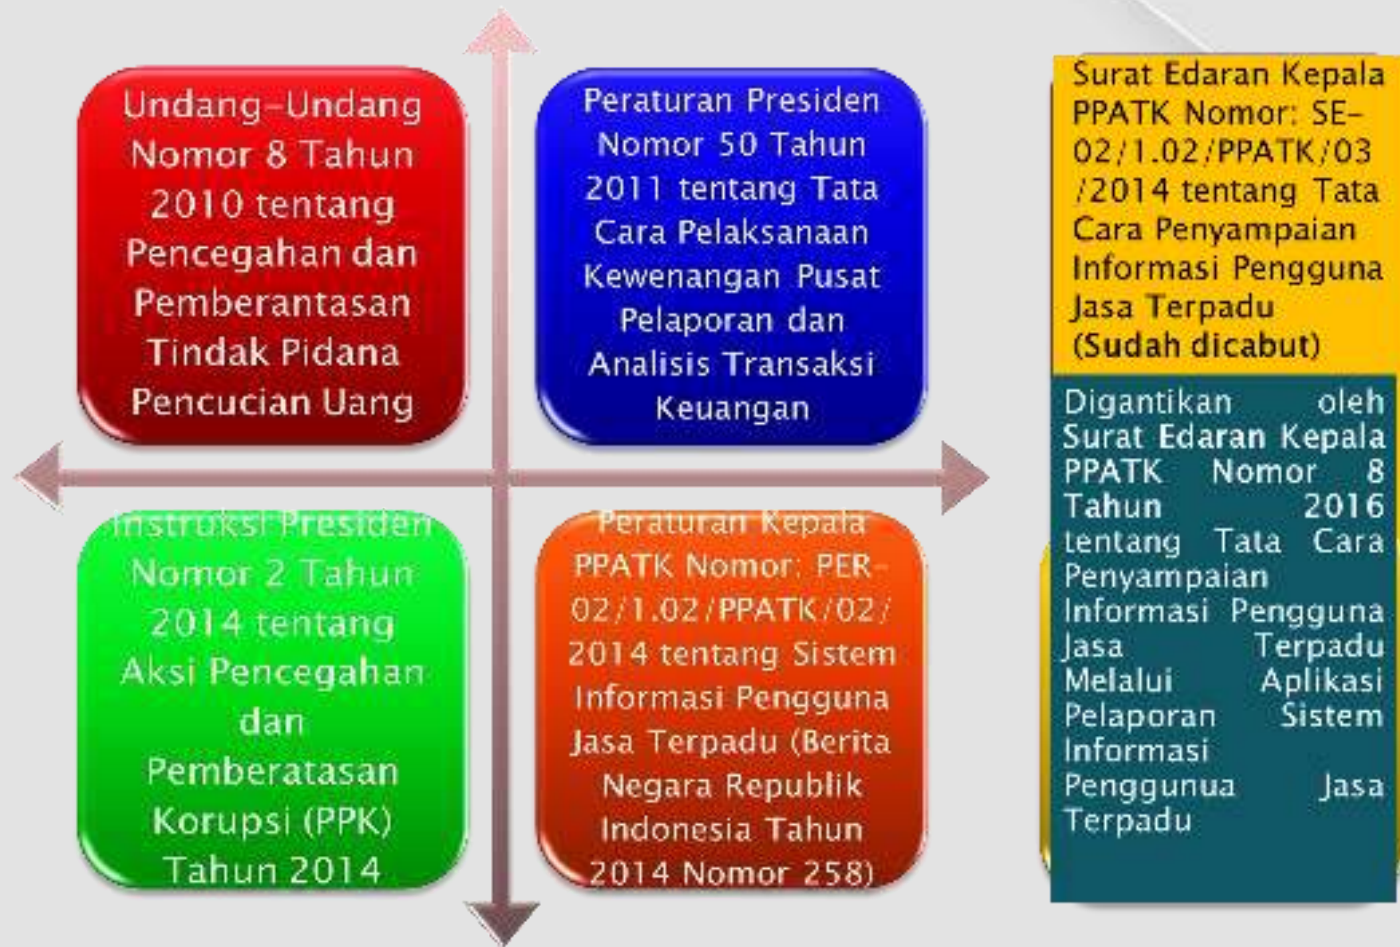 Undang-Undang
Nomor 8 Tahun
2010 tentang
Pencegahan dan
Pemberantasan
Tindak Pidana
Pencucian Uang
Peraturan Presiden
Nomor 50 Tahun
2011 tentang Tata
Cara Pelaksanaan
Kewenangan Pusat
Pelaporan dan
Analisis Transaksi
Keuangan
Instruksi Presiden
Nomor 2 Tahun
2014 tentang
Aksi Pencegahan
dan
Pemberatasan
Korupsi (PPK)
Tahun 2014
Peraturan Kepala
PPATK Nomor: PER-
02/1.02/PPATK/02/
2014 tentang Sistem
Informasi Pengguna
Jasa Terpadu (Berita
Negara Republik
Indonesia Tahun
2014 Nomor 258)
Surat Edaran Kepala
PPATK Nomor: SE-
02/1.02/PPATK/03
/2014 tentang Tata
Cara Penyampaian
Informasi Pengguna
Jasa Terpadu
(Sudah dicabut)
Digantikan oleh
Surat Edaran Kepala
PPATK Nomor 8
Tahun 2016
tentang Tata Cara
Penyampaian
Informasi Pengguna
Jasa Terpadu
Melalui Aplikasi
Pelaporan Sistem
Informasi
Penggunua Jasa
Terpadu